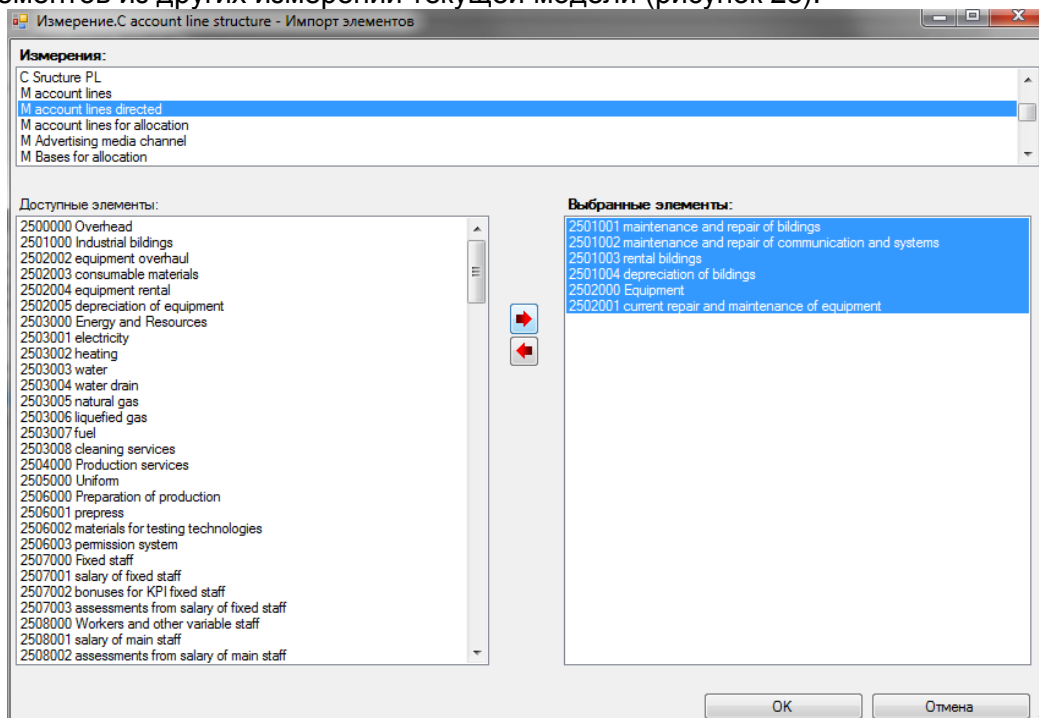 ементов из других измерений текущей модели (рисунок 23).
Измерение.C account line structure - Импорт элементов
Измерения:
C Sructure PL
M account lines
M account lines directed
M account lines for allocation
M Advertising media channel
M Bases for allocation
Доступные элементы:
2500000 Overhead
2501000 Industrial bildings
2502002 equipment overhaul
2502003 consumable materials
2502004 equipment rental
2502005 depreciation of equipment
2503000 Energy and Resources
2503001 electricity
2503002 heating
2503003 water
2503004 water drain
2503005 natural gas
2503006 liquefied gas
2503007 fuel
2503008 cleaning services
2504000 Production services
2505000 Uniform
2506000 Preparation of production
2506001 prepress
2506002 materials for testing technologies
2506003 permission system
2507000 Fixed staff
2507001 salary of fixed staff
2507002 bonuses for KPI fixed staff
2507003 assessments from salary of fixed staff
2508000 Workers and other variable staff
2508001 salary of main staff
2508002 assessments from salary of main staff
Выбранные элементы:
2501001 maintenance and repair of bildings
2501002 maintenance and repair of communication and systems
2501003 rental bildings
2501004 depreciation of bildings
2502000 Equipment
2502001 current repair and maintenance of equipment
OK
Отмена